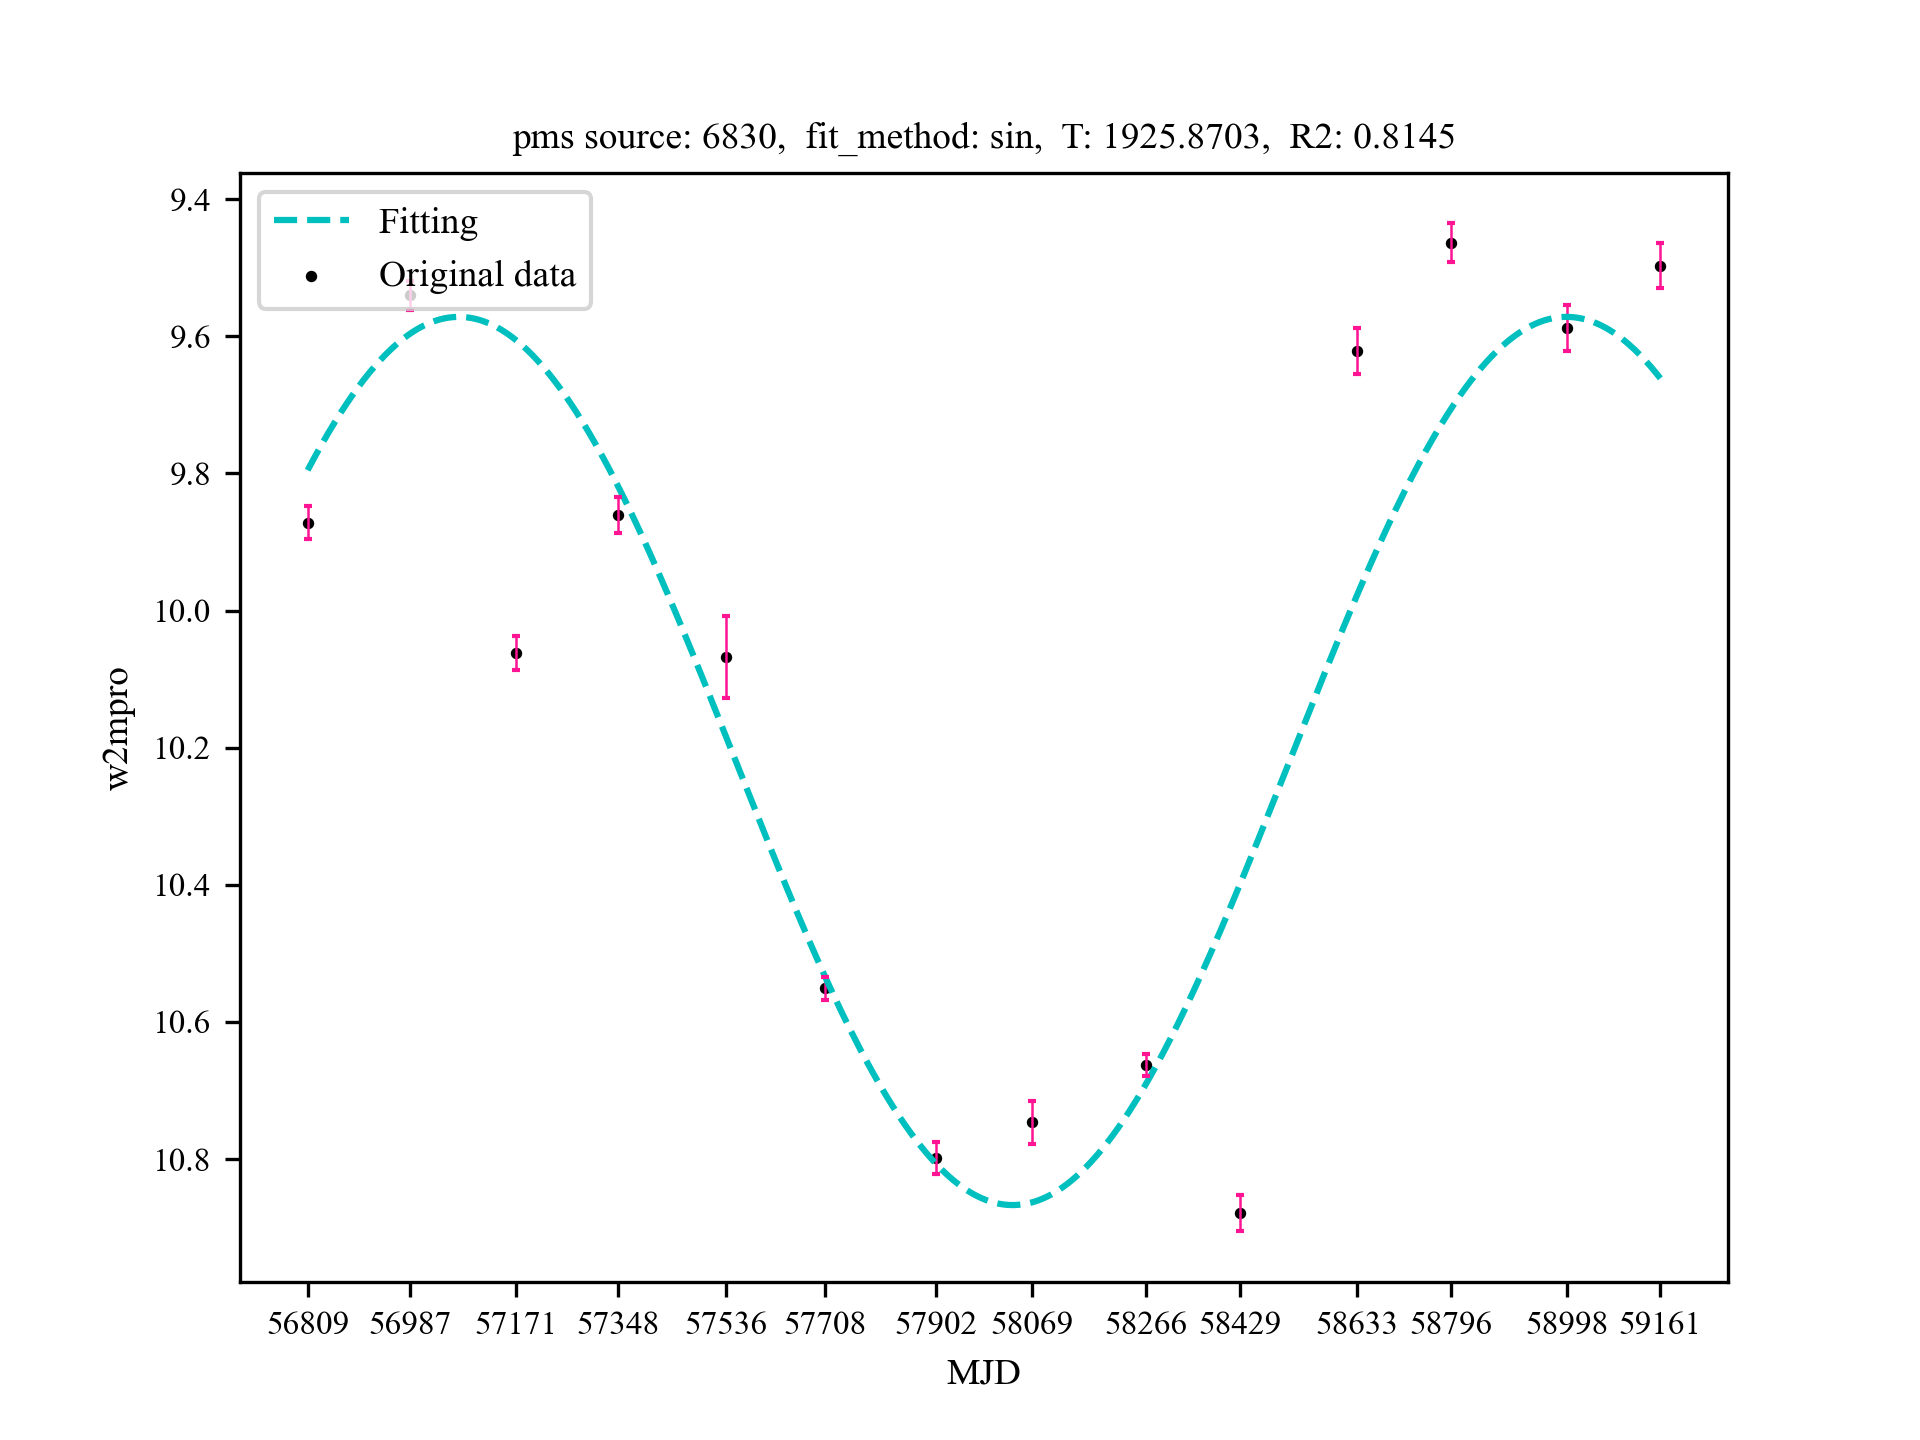 pms source: 6830, fit_method: sin, T: 1925.8703, R2: 0.8145
Fitting
Original data
9.4
9.6
9.8
10.0
10.2
10.4
10.6
10.8
w2mpro
56809 56987 57171 57348 57536 57708 57902 58069 58266 58429 58633 58796 58998 59161
MJD